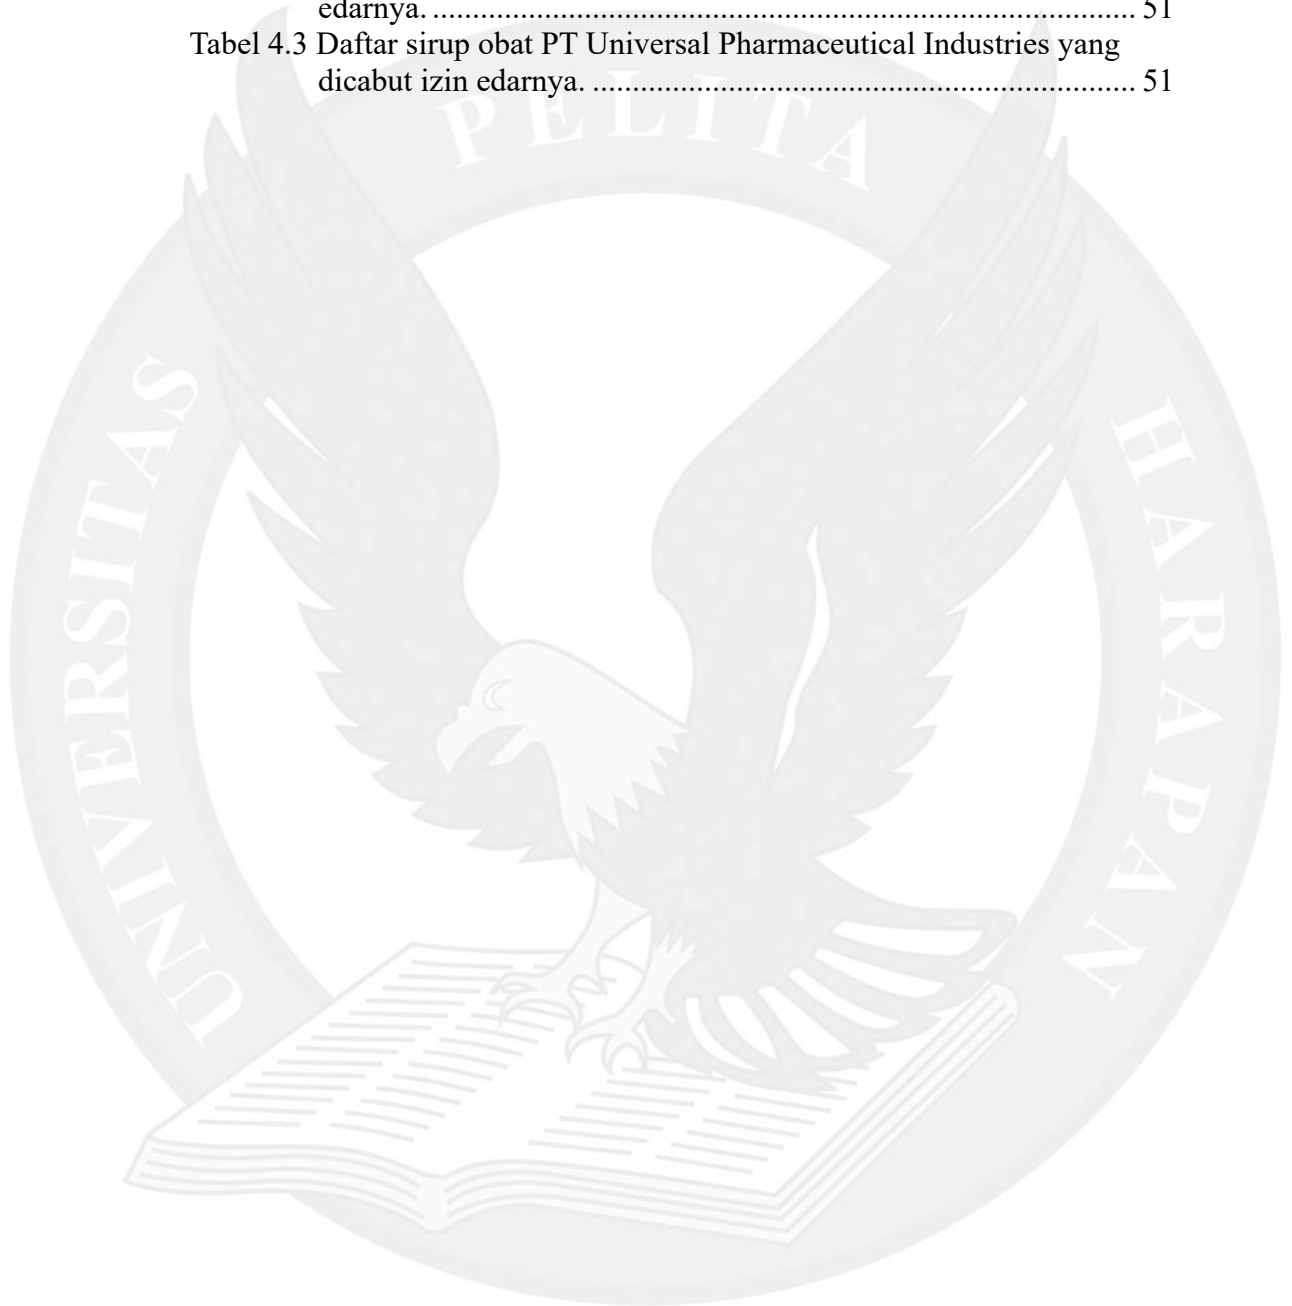 edarnya. ......................................................................................... 51
Tabel 4.3 Daftar sirup obat PT Universal Pharmaceutical Industries yang
dicabut izin edarnya. ..................................................................... 51
UNIVERSITAS PELITA HARAPAN